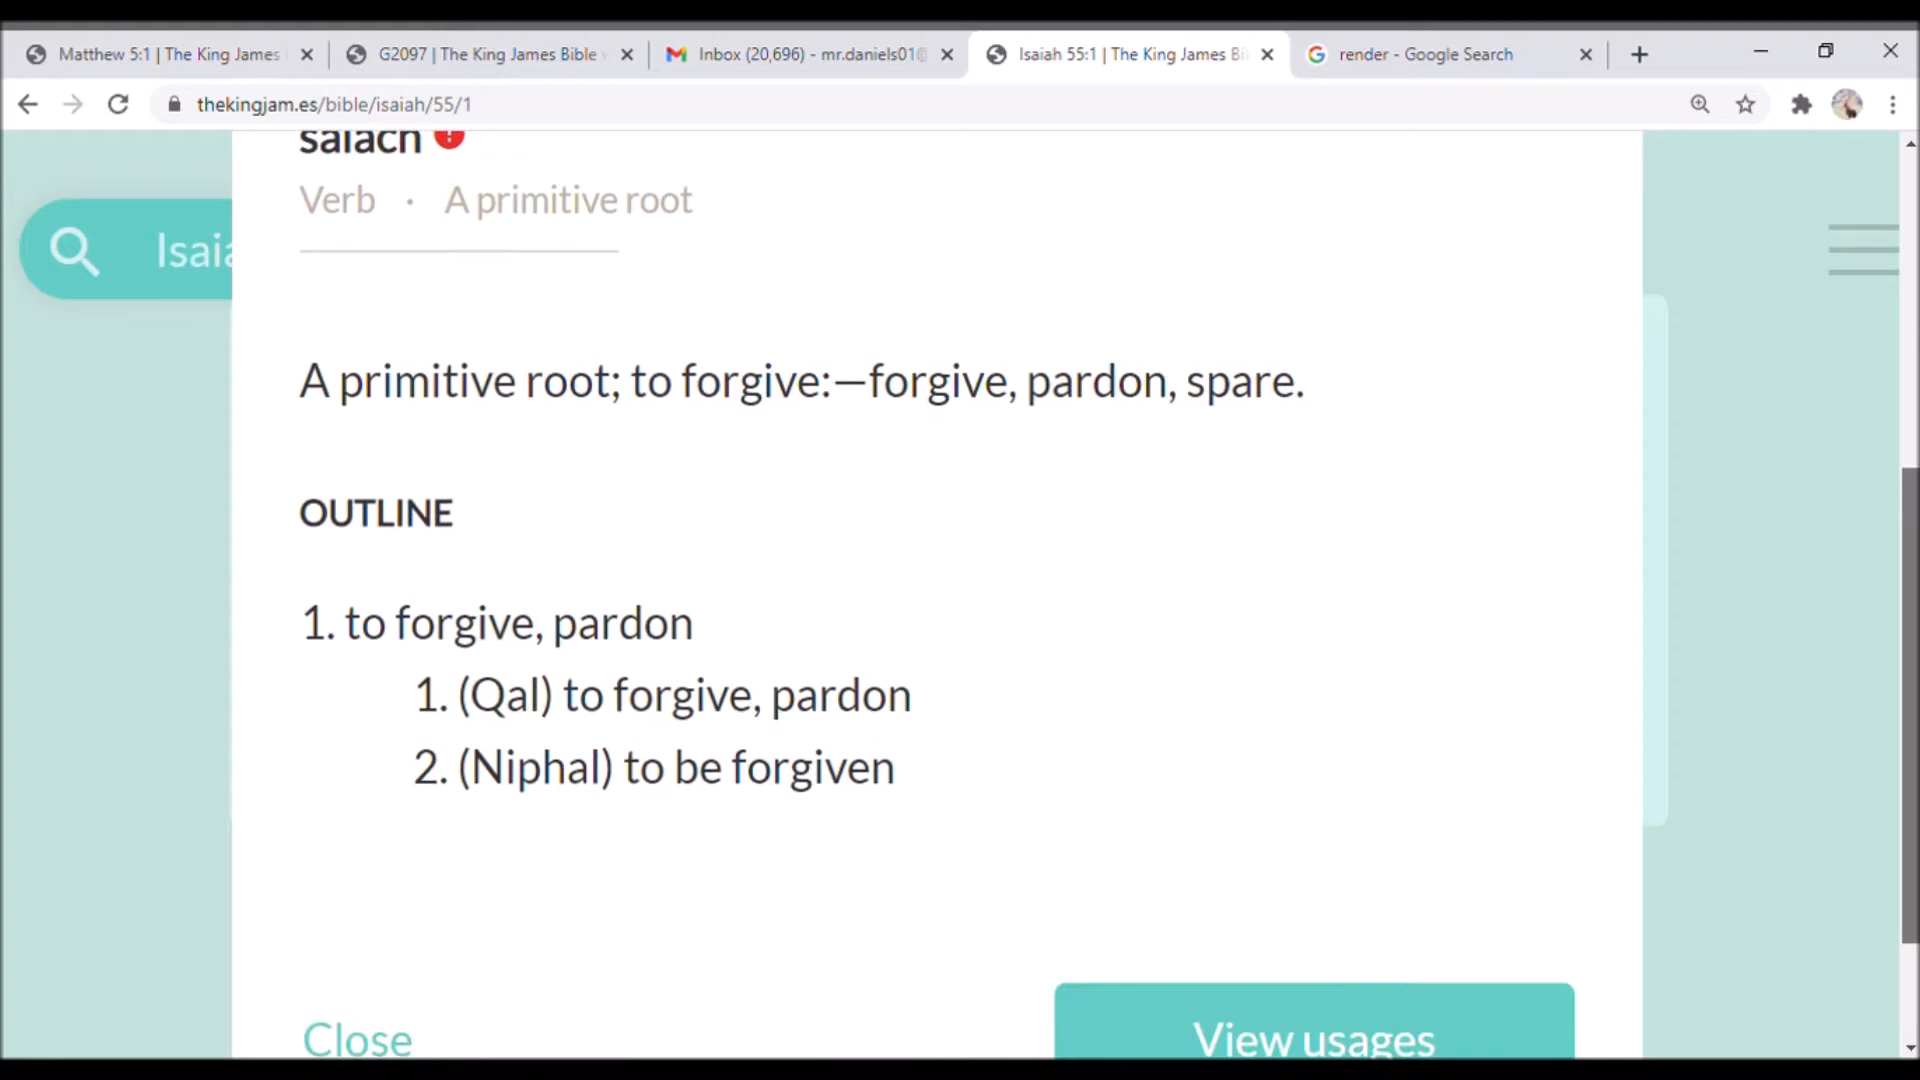 Matthew 5:1 | The King James
G2097 | The King James Bible
Inbox (20,696) - mr.daniels01@
Isaiah 55:1 | The King James Bi
render - Google Search
thekingjam.es/bible/isaiah/55/1
salach
Verb · A primitive root
Isaia
A primitive root; to forgive:—forgive, pardon, spare.
OUTLINE
1. to forgive, pardon
1. (Qal) to forgive, pardon
2. (Niphal) to be forgiven
Close
View usages